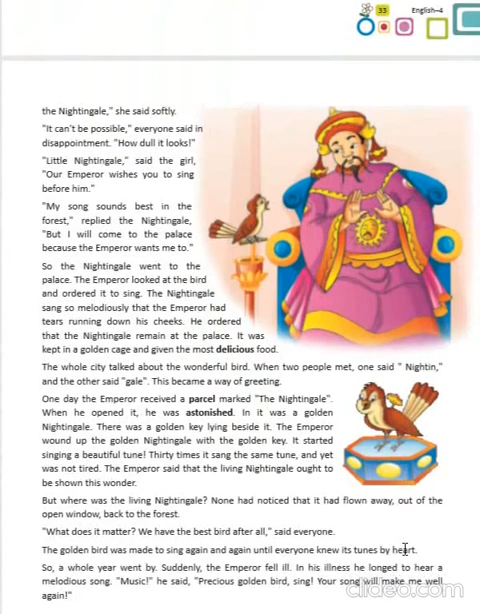 33
English–4
the Nightingale," she said softly.
"It can't be possible," everyone said in
disappointment. "How dull it looks!"
"Little Nightingale," said the girl,
"Our Emperor wishes you to sing
before him."
"My song sounds best in the
forest," replied the Nightingale,
"But I will come to the palace
because the Emperor wants me to."
So the Nightingale went to the
palace. The Emperor looked at the bird
and ordered it to sing. The Nightingale
sang so melodiously that the Emperor had
tears running down his cheeks. He ordered
that the Nightingale remain at the palace. It was
kept in a golden cage and given the most delicious food.
The whole city talked about the wonderful bird. When two people met, one said " Nightin,"
and the other said "gale". This became a way of greeting.
One day the Emperor received a parcel marked "The Nightingale".
When he opened it, he was astonished. In it was a golden
Nightingale. There was a golden key lying beside it. The Emperor
wound up the golden Nightingale with the golden key. It started
singing a beautiful tune! Thirty times it sang the same tune, and yet
was not tired. The Emperor said that the living Nightingale ought to
be shown this wonder.
But where was the living Nightingale? None had noticed that it had flown away, out of the
open window, back to the forest.
"What does it matter? We have the best bird after all," said everyone.
The golden bird was made to sing again and again until everyone knew its tunes by heart.
So, a whole year went by. Suddenly, the Emperor fell ill. In his illness he longed to hear a
melodious song. "Music!" he said, "Precious golden bird, sing! Your song will make me well
again!"
clideo.com